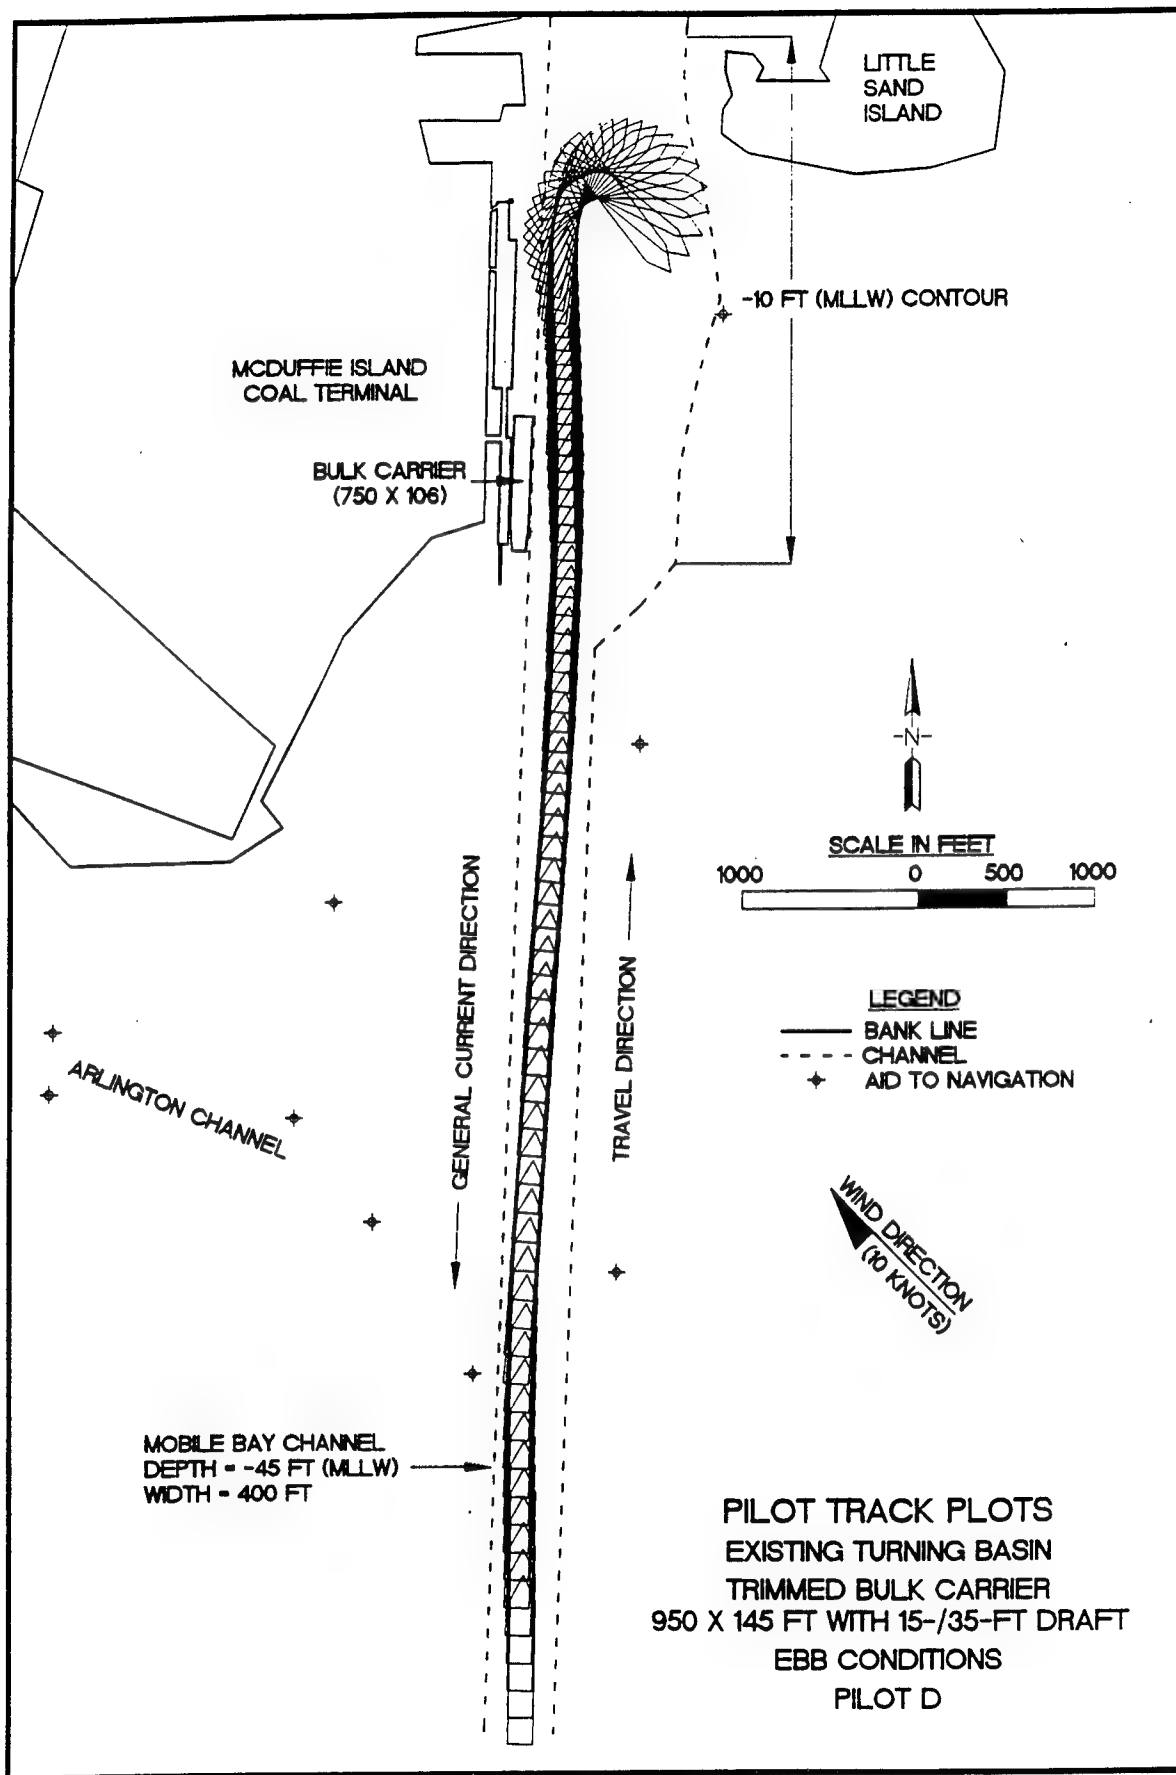 LITTLE
SAND
ISLAND
-10 FT (MLLW) CONTOUR
MCDUFFIE ISLAND
COAL TERMINAL
BULK CARRIER
(750 X 106)
-N-
SCALE IN FEET
1000 0 500 1000
GENERAL CURRENT DIRECTION
TRAVEL DIRECTION
LEGEND
BANK LINE
CHANNEL
AID TO NAVIGATION
ARLINGTON CHANNEL
WIND DIRECTION
(10 KNOTS)
MOBILE BAY CHANNEL
DEPTH = -45 FT (MLLW)
WIDTH = 400 FT
PILOT TRACK PLOTS
EXISTING TURNING BASIN
TRIMMED BULK CARRIER
950 X 145 FT WITH 15-/35-FT DRAFT
EBB CONDITIONS
PILOT D